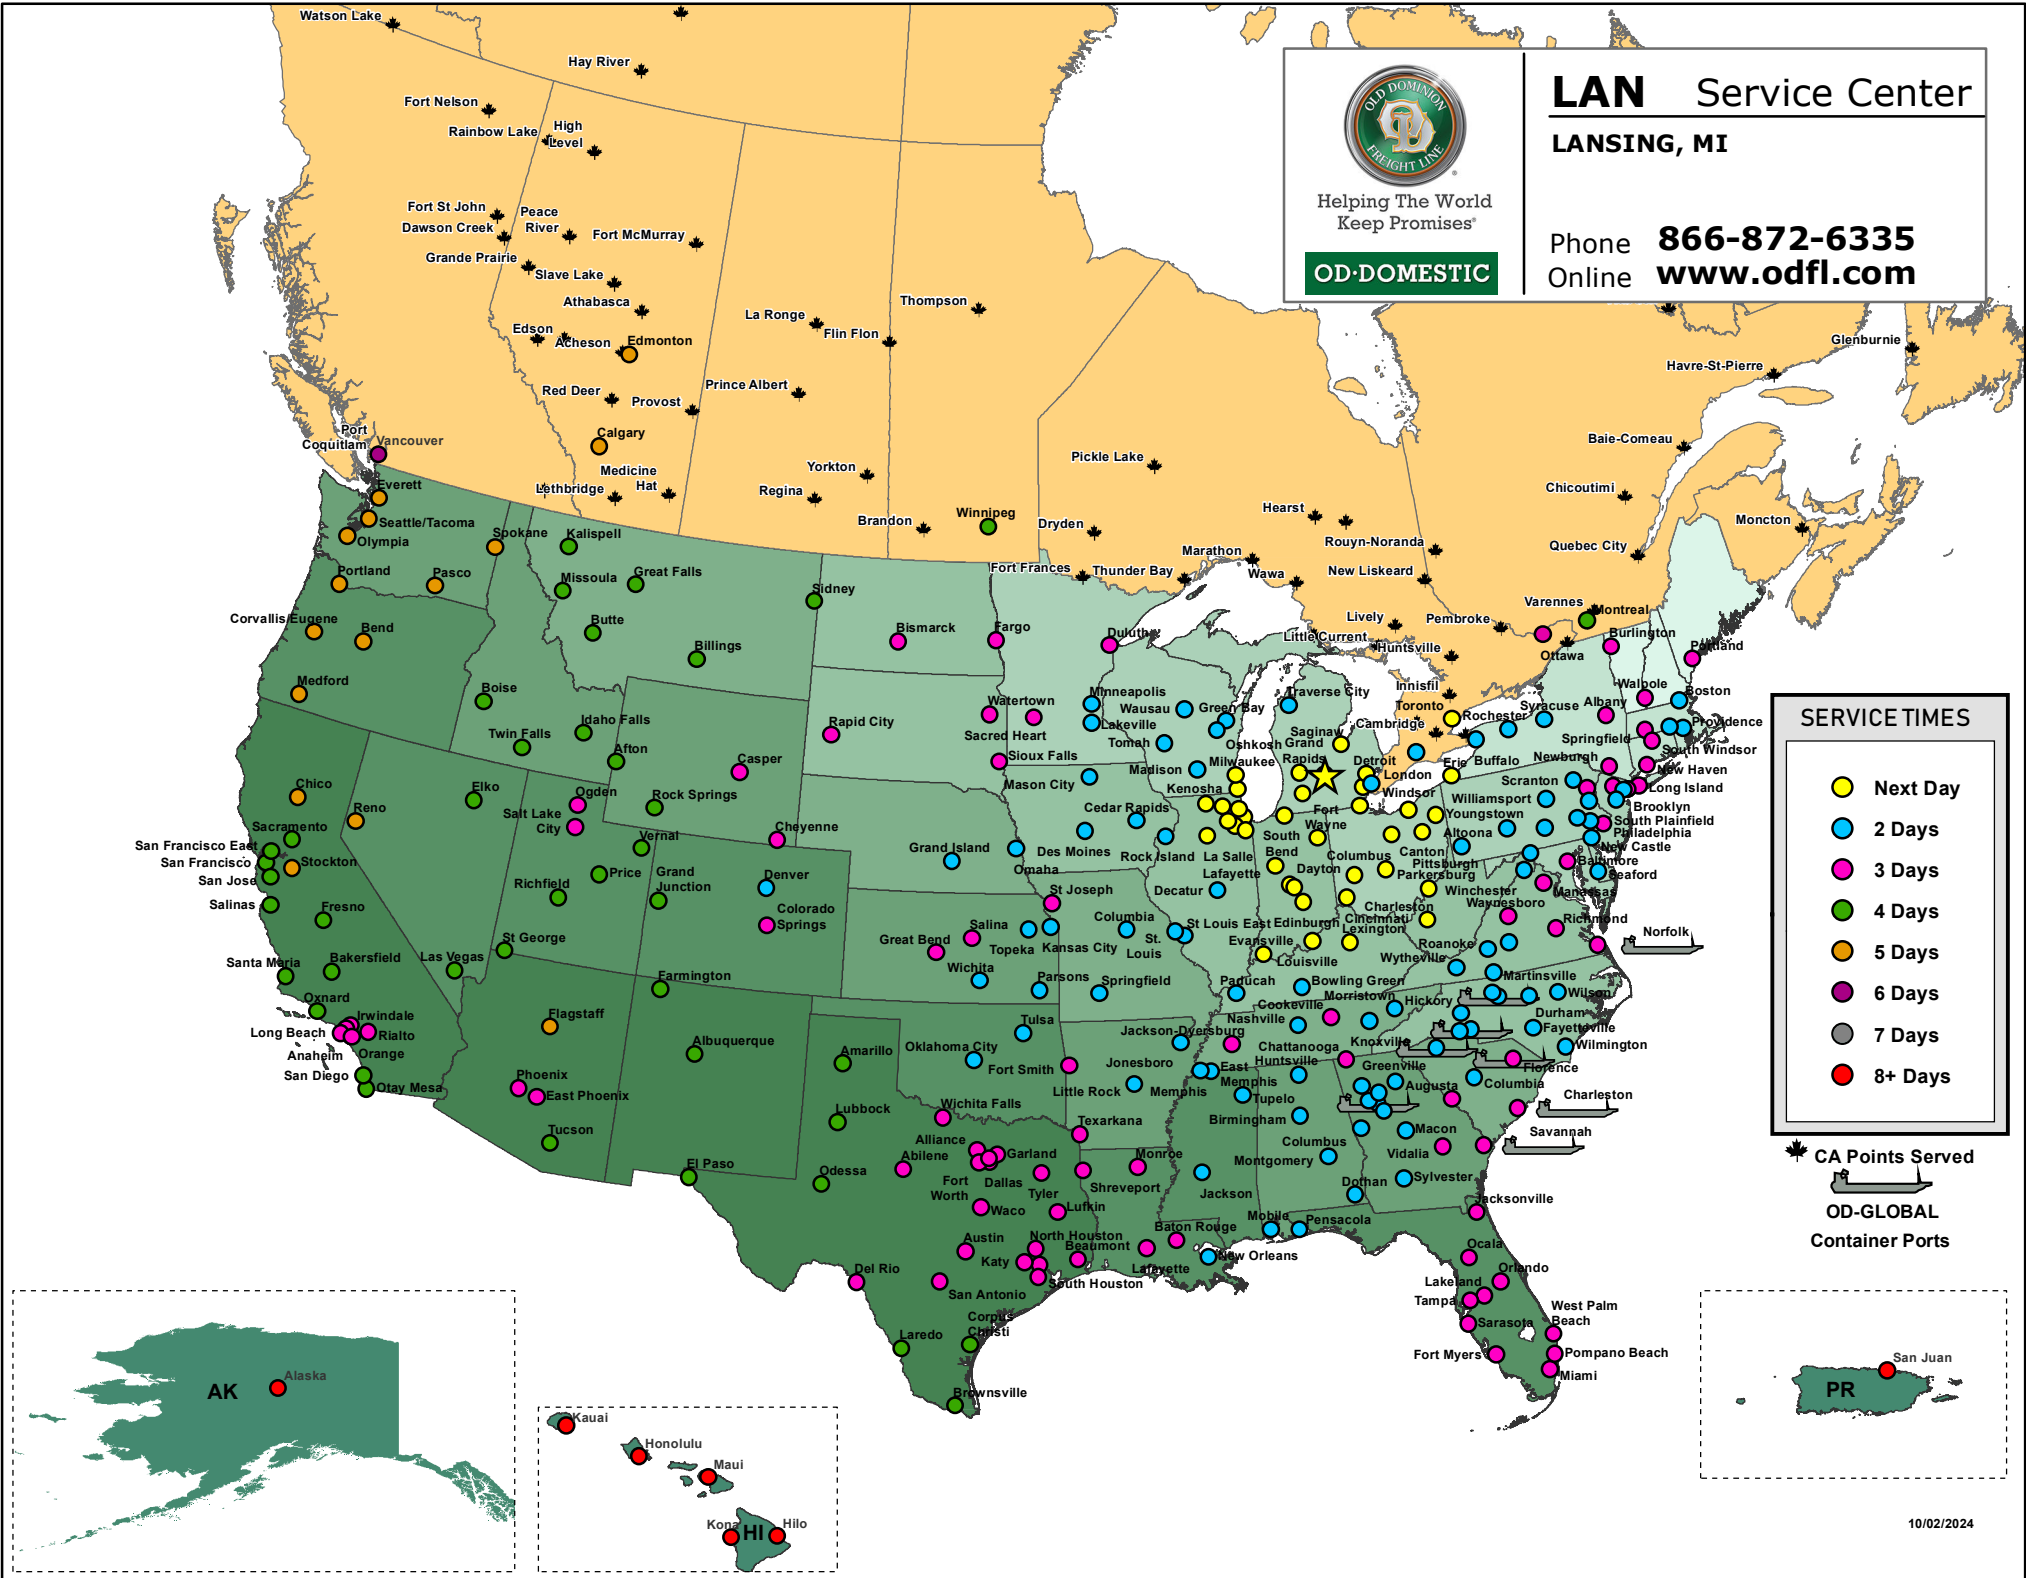 Watson Lake
Hay River
Fort Nelson
Rainbow Lake
High
Level
Fort St John
Dawson Creek
Peace
River
Fort McMurray
Grande Prairie
Slave Lake
Athabasca
Edson
Acheson
Edmonton
La Ronge
Flin Flon
Thompson
Red Deer
Provost
Prince Albert
Calgary
Port
Coquitlam
Vancouver
Medicine
Hat
Lethbridge
Yorkton
Regina
Brandon
Winnipeg
Dryden
Pickle Lake
Fort Frances
Thunder Bay
Marathon
Wawa
Hearst
Rouyn-Noranda
New Liskeard
Lively
Little Current
Pembroke
Huntsville
Innisfil
Toronto
Cambridge
Varennes
Montreal
Ottawa
Quebec City
Chicoutimi
Baie-Comeau
Havre-St-Pierre
Glenburnie
Moncton
OLD DOMINION
FREIGHT LINE
Helping The World
Keep Promises®
OD·DOMESTIC
LAN Service Center
LANSING, MI
Phone 866-872-6335
Online www.odfl.com
Everett
Seattle/Tacoma
Olympia
Spokane
Portland
Pasco
Corvallis/Eugene
Bend
Medford
Kalispell
Missoula
Great Falls
Butte
Billings
Sidney
Boise
Idaho Falls
Twin Falls
Afton
Casper
Rock Springs
Cheyenne
Chico
Reno
Elko
Ogden
Salt Lake
City
Vernal
Price
Richfield
St George
Grand
Junction
Denver
Colorado
Springs
Sacramento
San Francisco East
San Francisco
Stockton
San Jose
Salinas
Fresno
Santa Maria
Bakersfield
Las Vegas
Oxnard
Irwindale
Long Beach
Rialto
Anaheim
Orange
San Diego
Otay Mesa
Flagstaff
Phoenix
East Phoenix
Tucson
Farmington
Albuquerque
El Paso
Bismarck
Fargo
Duluth
Rapid City
Watertown
Sacred Heart
Sioux Falls
Minneapolis
Lakeville
Wausau
Green Bay
Tomah
Oshkosh
Madison
Milwaukee
Kenosha
Mason City
Cedar Rapids
Des Moines
Rock Island
Grand Island
Omaha
St Joseph
Salina
Great Bend
Topeka
Kansas City
Wichita
Parsons
Columbia
St.
Louis
St Louis East
Springfield
La Salle
Decatur
Traverse City
Saginaw
Grand
Rapids
Detroit
London
Windsor
Fort
Wayne
South
Bend
Lafayette
Edinburgh
Evansville
Louisville
Lexington
Dayton
Columbus
Cincinnati
Canton
Youngstown
Pittsburgh
Altoona
Erie
Buffalo
Rochester
Syracuse
Albany
Burlington
Portland
Walpole
Boston
Providence
Springfield
South Windsor
Newburgh
New Haven
Long Island
Scranton
Williamsport
Brooklyn
South Plainfield
Philadelphia
New Castle
Baltimore
Seaford
Manassas
Parkersburg
Winchester
Charleston
Waynesboro
Richmond
Norfolk
Roanoke
Wytheville
Martinsville
Wilson
Durham
Fayetteville
Wilmington
Hickory
Morristown
Bowling Green
Paducah
Cookeville
Nashville
Knoxville
Chattanooga
Huntsville
Jackson-Dyersburg
Jonesboro
East
Memphis
Memphis
Tupelo
Little Rock
Fort Smith
Tulsa
Oklahoma City
Amarillo
Lubbock
Wichita Falls
Texarkana
Alliance
Abilene
Garland
Fort
Worth
Dallas
Tyler
Odessa
Waco
Lufkin
Shreveport
Monroe
Jackson
Austin
North Houston
Katy
Beaumont
South Houston
Del Rio
San Antonio
Laredo
Corpus
Christi
Brownsville
Baton Rouge
Lafayette
New Orleans
Mobile
Pensacola
Birmingham
Montgomery
Dothan
Columbus
Macon
Vidalia
Sylvester
Greenville
Augusta
Columbia
Florence
Charleston
Savannah
Jacksonville
Ocala
Orlando
Lakeland
Tampa
Sarasota
Fort Myers
West Palm
Beach
Pompano Beach
Miami
SERVICE TIMES
Next Day
2 Days
3 Days
4 Days
5 Days
6 Days
7 Days
8+ Days
CA Points Served
OD-GLOBAL
Container Ports
AK
Alaska
Kauai
Honolulu
Maui
Kona
HI
Hilo
San Juan
PR
10/02/2024